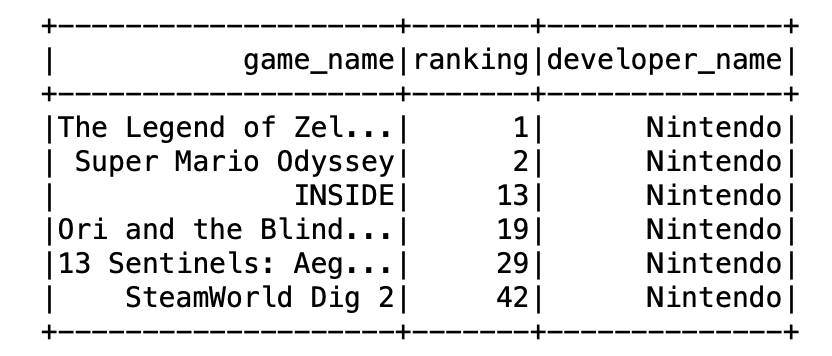 +--------------------+-------+--------------+
|           game_name|ranking|developer_name|
+--------------------+-------+--------------+
|The Legend of Zel...|      1|      Nintendo|
| Super Mario Odyssey|      2|      Nintendo|
|              INSIDE|     13|      Nintendo|
|Ori and the Blind...|     19|      Nintendo|
|13 Sentinels: Aeg...|     29|      Nintendo|
|    SteamWorld Dig 2|     42|      Nintendo|
+--------------------+-------+--------------+